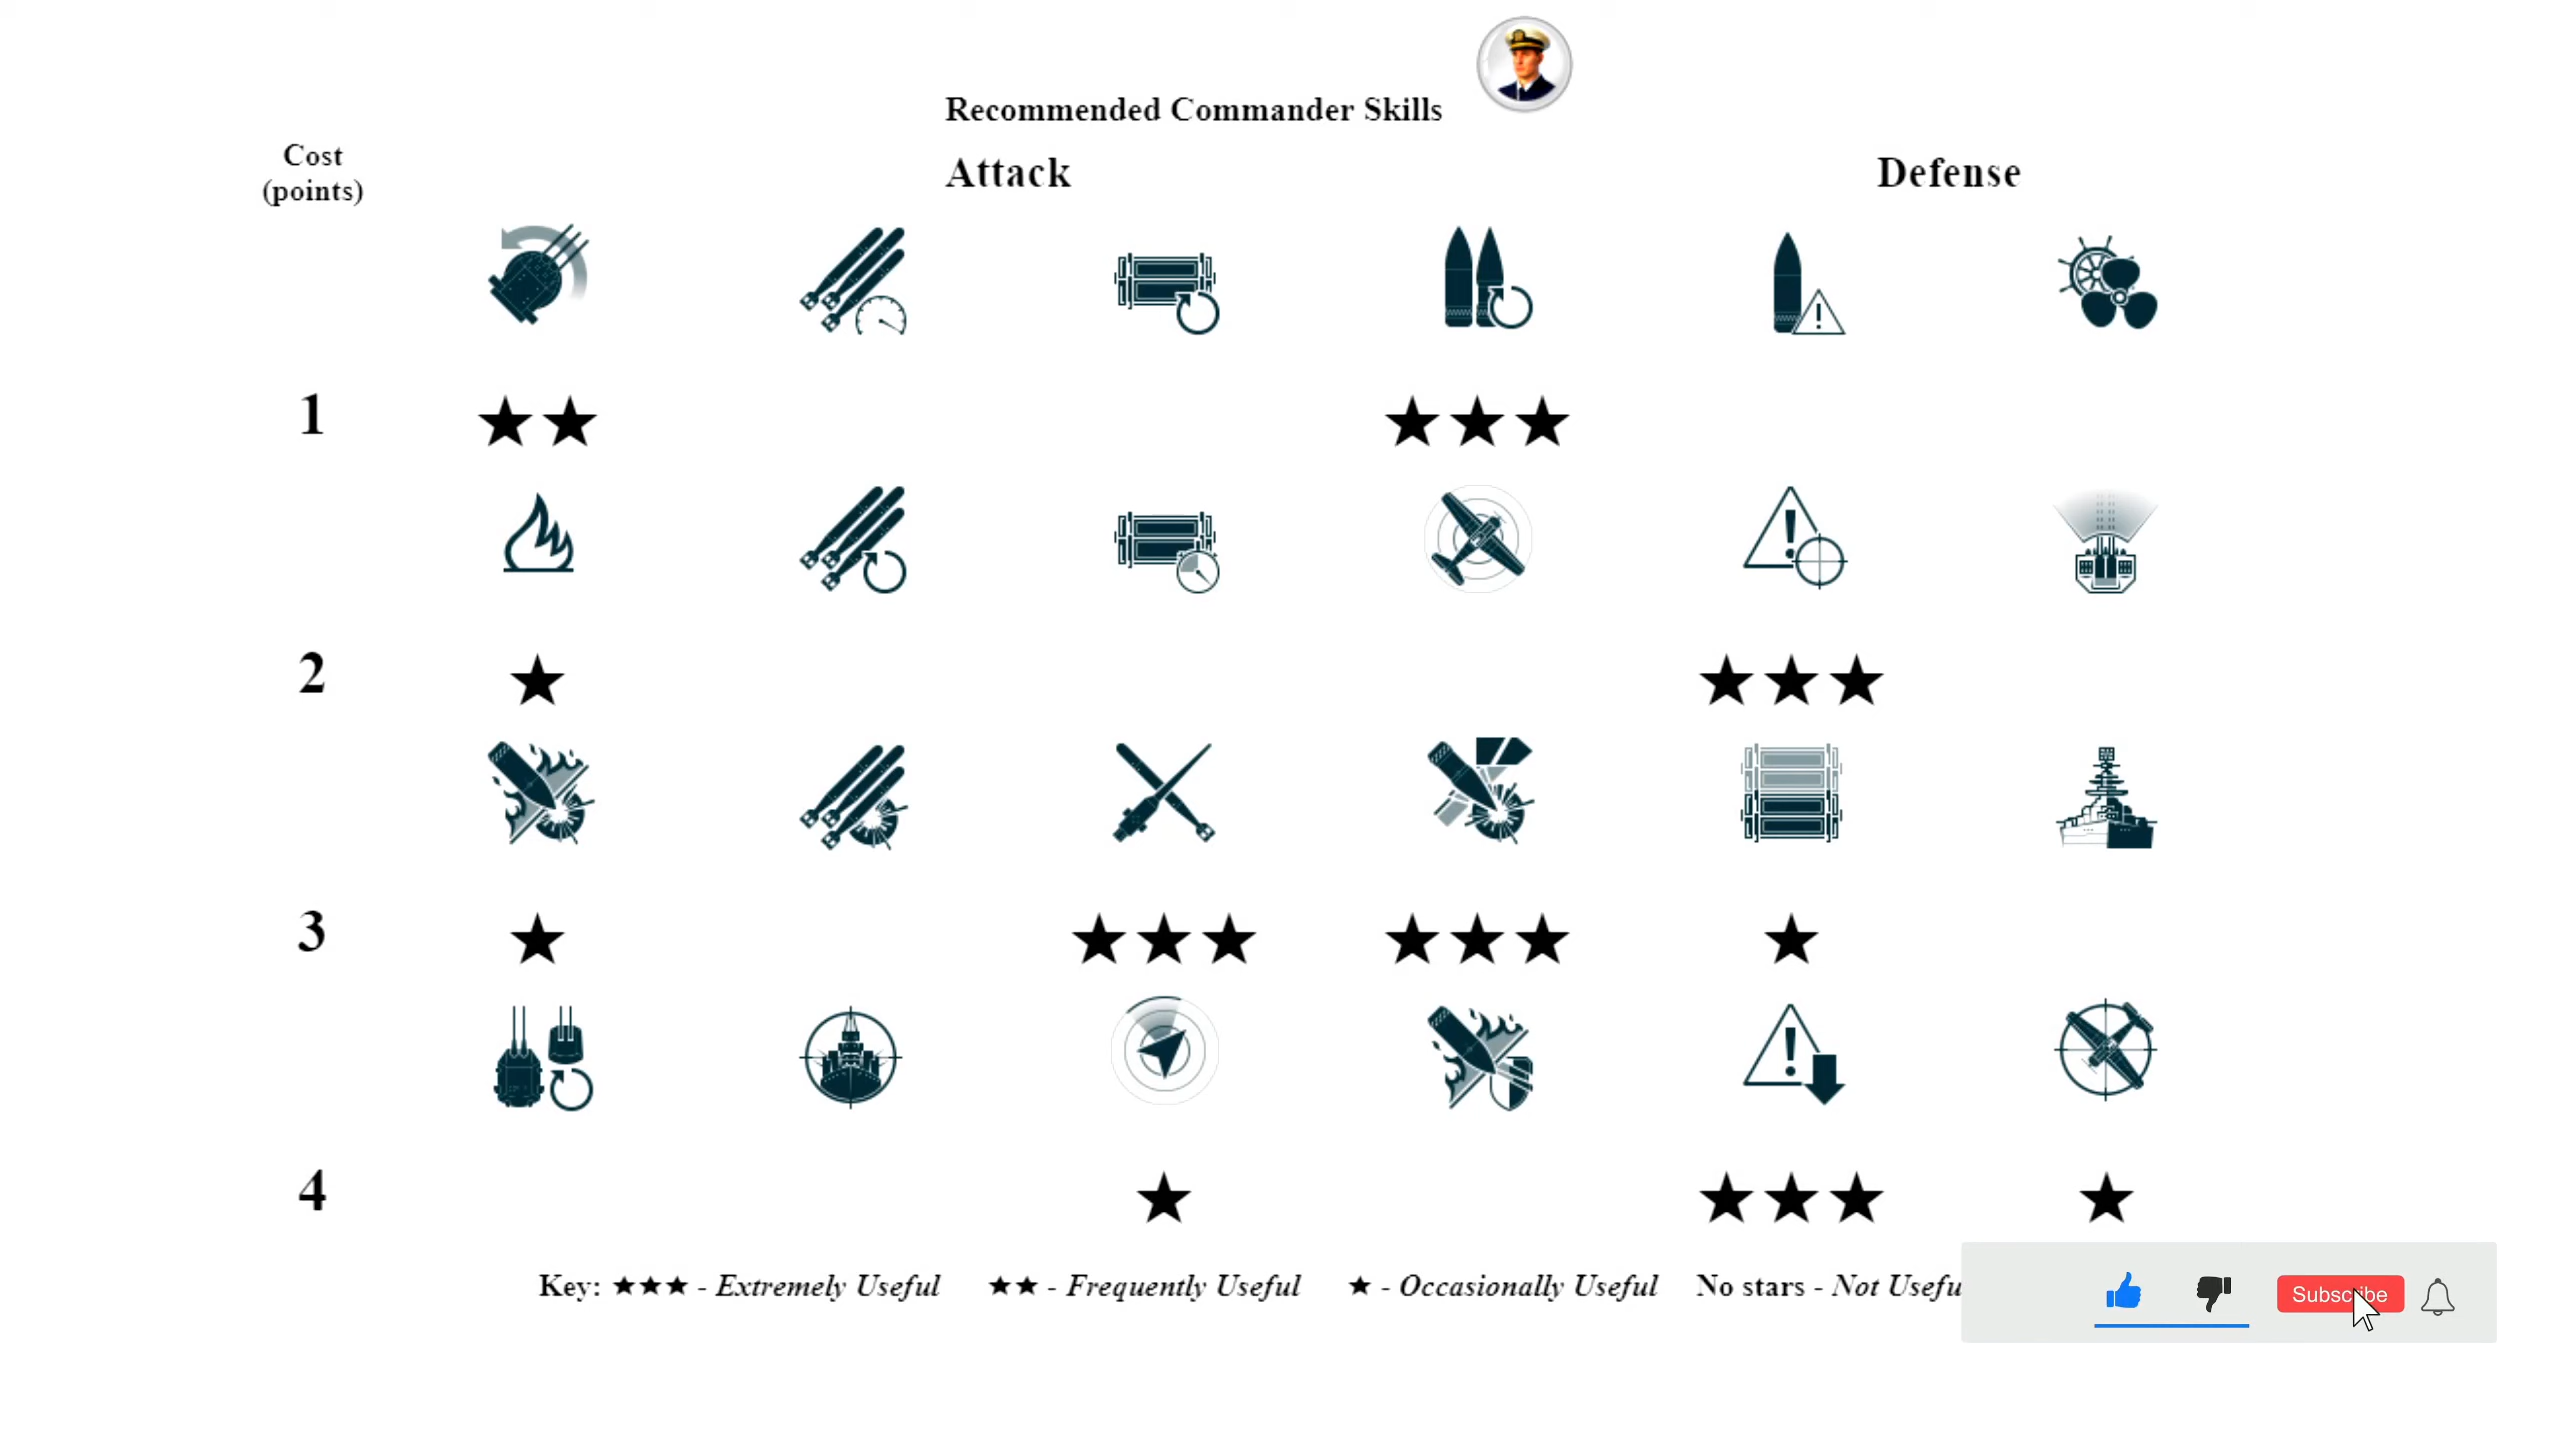 Recommended Commander Skills
Cost
(points)
Attack
Defense
1
★★
★★★
2
★
★★★
3
★
★★★
★★★
★
4
★
★★★
★
Key: ★★★ - Extremely Useful ★★ - Frequently Useful ★ - Occasionally Useful No stars - Not Usefu
Subscribe